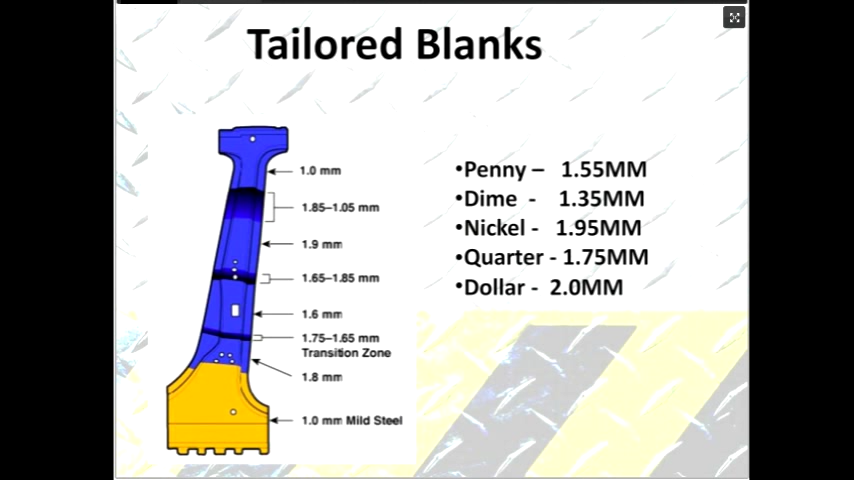 Tailored Blanks
1.0 mm
1.85–1.05 mm
1.9 mm
1.65–1.85 mm
1.6 mm
1.75–1.65 mm
Transition Zone
1.8 mm
1.0 mm Mild Steel
•Penny – 1.55MM
•Dime - 1.35MM
•Nickel - 1.95MM
•Quarter - 1.75MM
•Dollar - 2.0MM